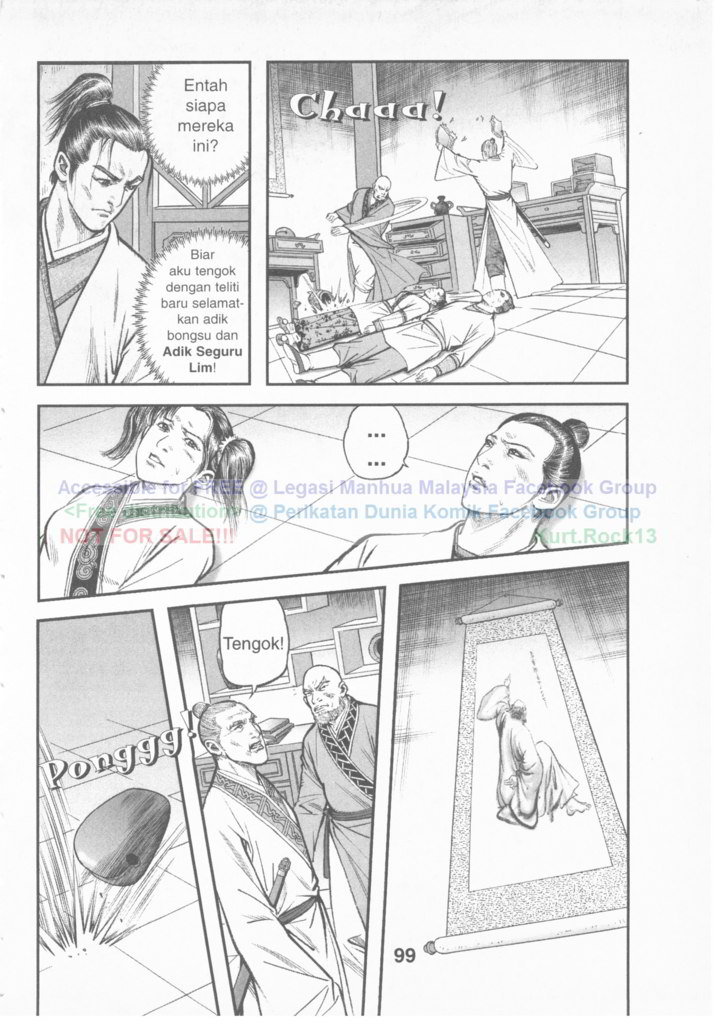 Entah
siapa
mereka
ini?
Biar
aku tengok
dengan teliti
baru selamat-
kan adik
bongsu dan
Adik Seguru
Lim!
Chaaa!
...
...
Accessible for FREE @ Legasi Manhua Malaysia Facebook Group
<Free distribution> @ Perikatan Dunia Komik Facebook Group
NOT FOR SALE!!! Kurt.Rock13
Ponggg!
Tengok!
99